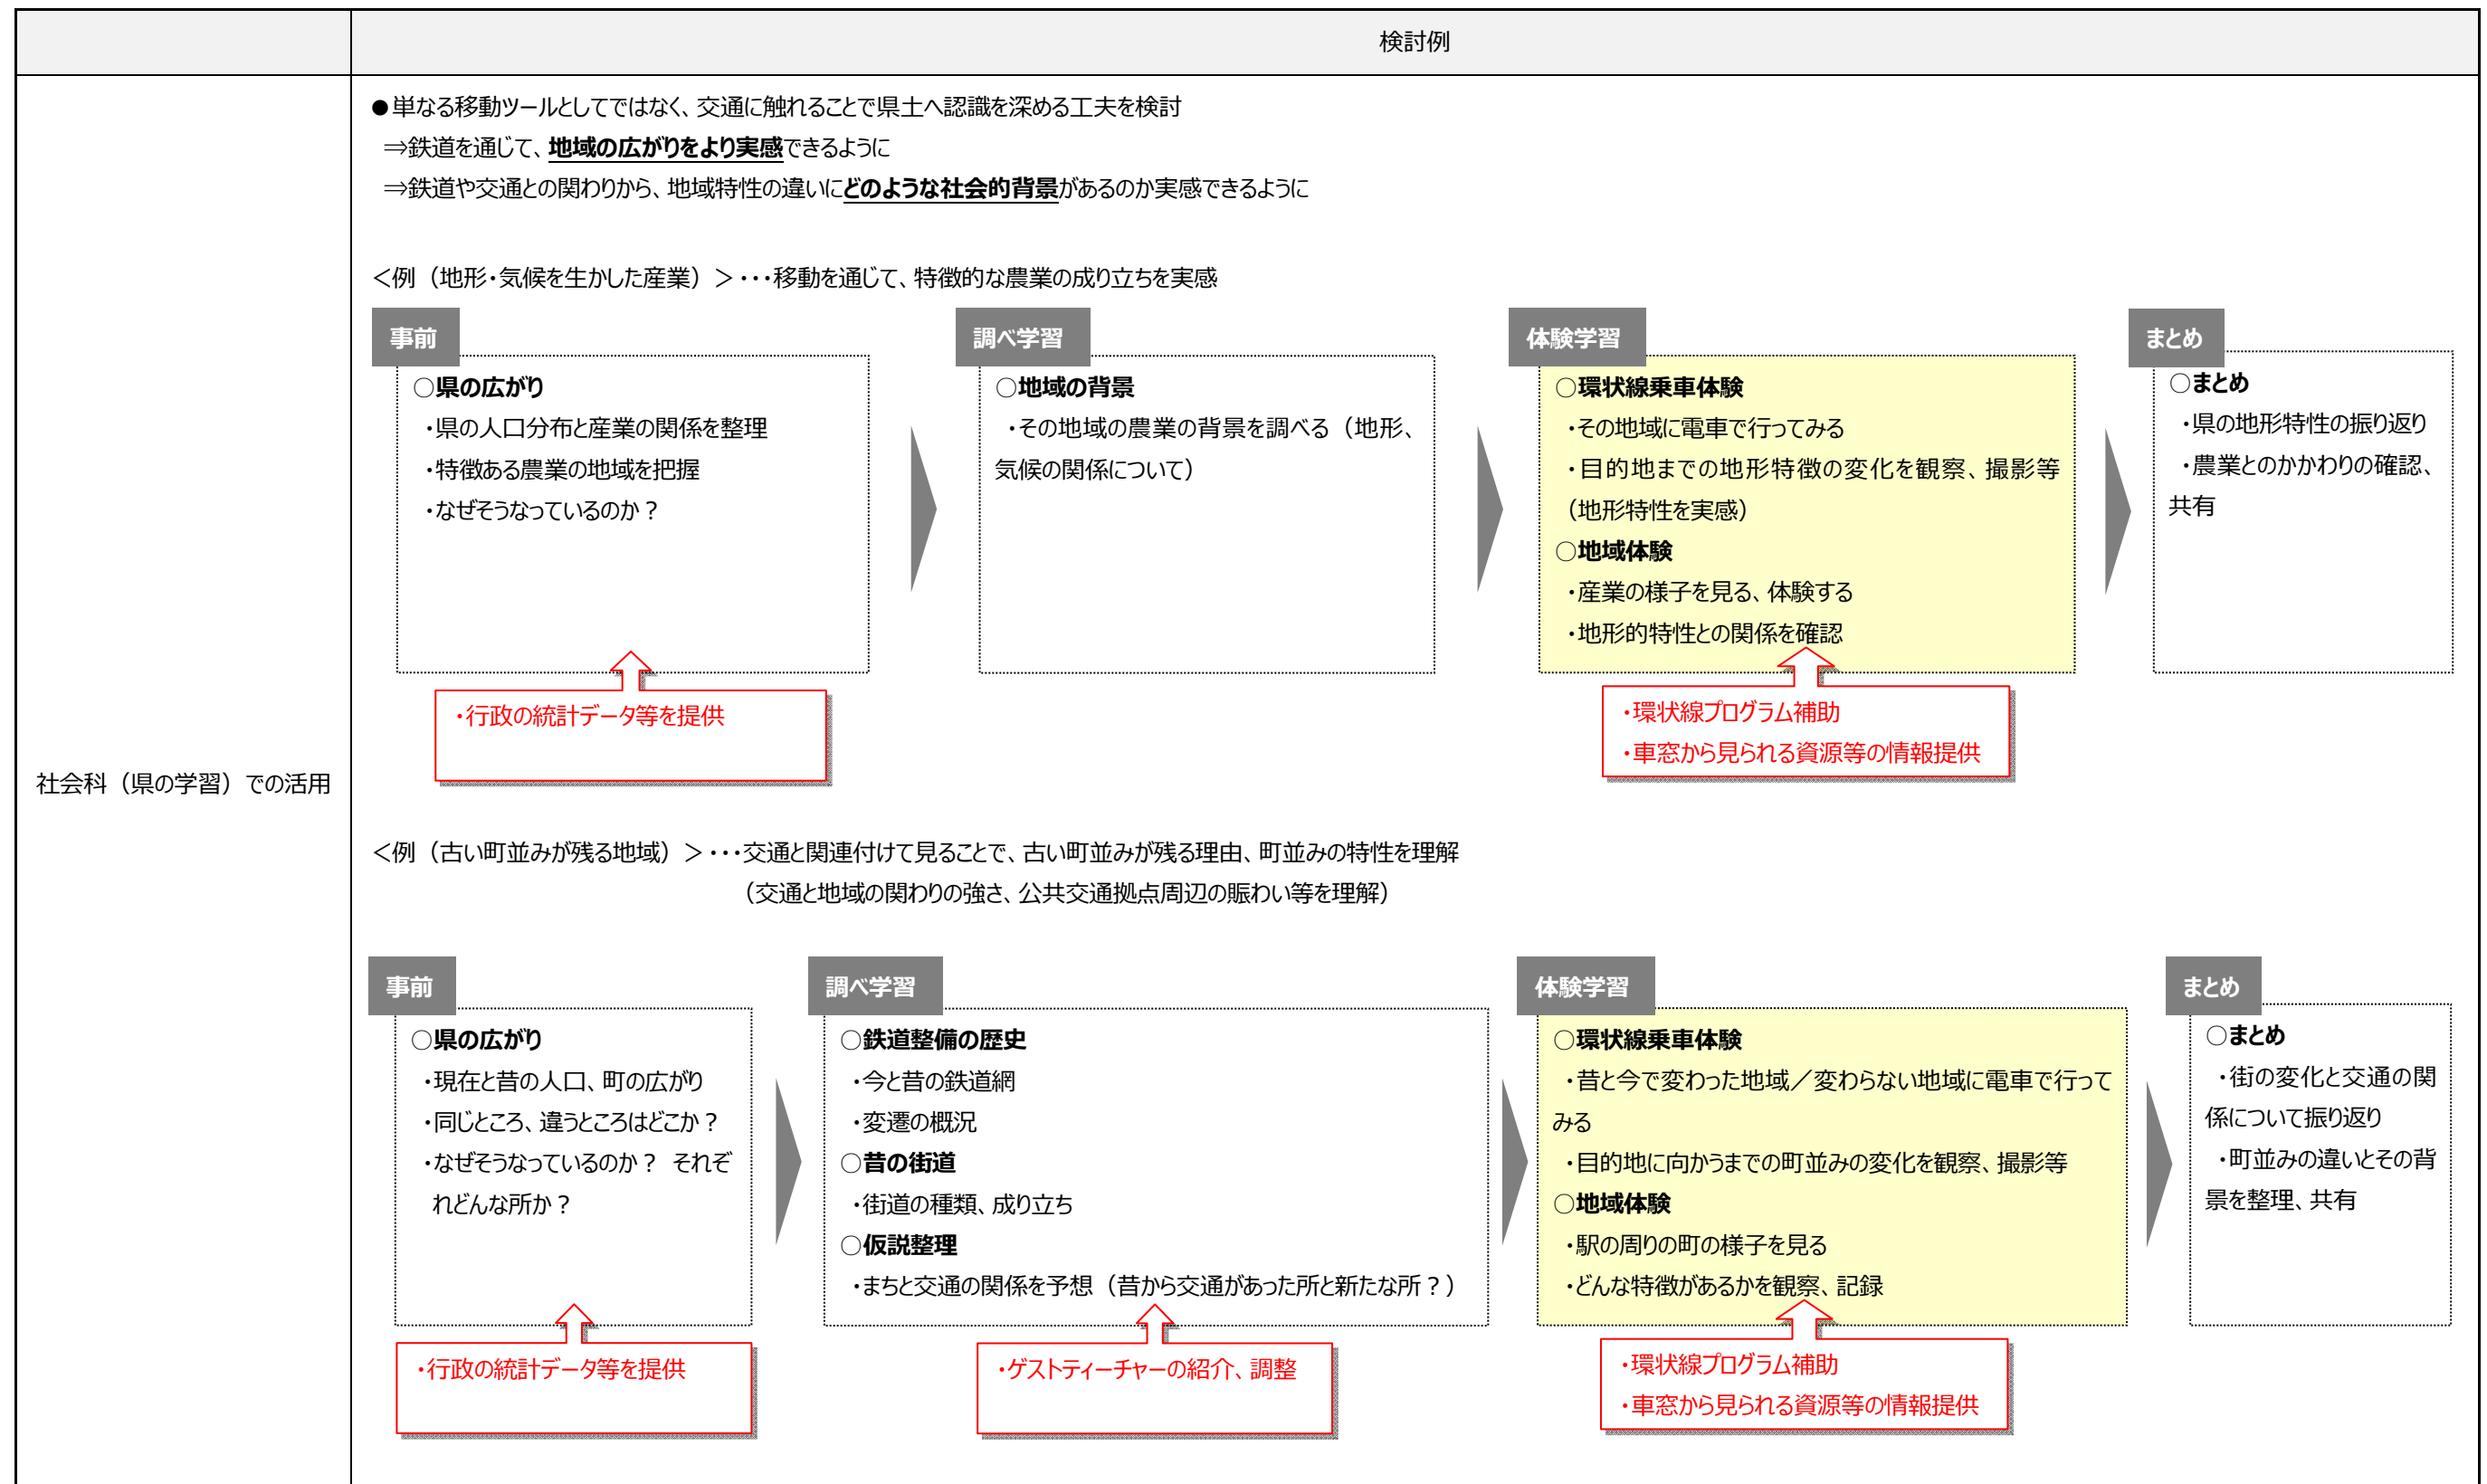 検討例
社会科（県の学習）での活用
●単なる移動ツールとしてではなく、交通に触れることで県土へ認識を深める工夫を検討
⇒鉄道を通じて、地域の広がりをより実感できるように
⇒鉄道や交通との関わりから、地域特性の違いにどのような社会的背景があるのか実感できるように
＜例（地形・気候を生かした産業）＞・・・移動を通じて、特徴的な農業の成り立ちを実感
事前
○県の広がり
・県の人口分布と産業の関係を整理
・特徴ある農業の地域を把握
・なぜそうなっているのか？
・行政の統計データ等を提供
調べ学習
○地域の背景
・その地域の農業の背景を調べる（地形、
気候の関係について）
体験学習
○環状線乗車体験
・その地域に電車で行ってみる
・目的地までの地形特徴の変化を観察、撮影等
（地形特性を実感）
○地域体験
・産業の様子を見る、体験する
・地形的特性との関係を確認
・環状線プログラム補助
・車窓から見られる資源等の情報提供
まとめ
○まとめ
・県の地形特性の振り返り
・農業とのかかわりの確認、
共有
＜例（古い町並みが残る地域）＞・・・交通と関連付けて見ることで、古い町並みが残る理由、町並みの特性を理解
（交通と地域の関わりの強さ、公共交通拠点周辺の賑わい等を理解）
事前
○県の広がり
・現在と昔の人口、町の広がり
・同じところ、違うところはどこか？
・なぜそうなっているのか？ それぞ
れどんな所か？
・行政の統計データ等を提供
調べ学習
○鉄道整備の歴史
・今と昔の鉄道網
・変遷の概況
○昔の街道
・街道の種類、成り立ち
○仮説整理
・まちと交通の関係を予想（昔から交通があった所と新たな所？）
・ゲストティーチャーの紹介、調整
体験学習
○環状線乗車体験
・昔と今で変わった地域／変わらない地域に電車で行って
みる
・目的地に向かうまでの町並みの変化を観察、撮影等
○地域体験
・駅の周りの町の様子を見る
・どんな特徴があるかを観察、記録
・環状線プログラム補助
・車窓から見られる資源等の情報提供
まとめ
○まとめ
・街の変化と交通の関
係について振り返り
・町並みの違いとその背
景を整理、共有